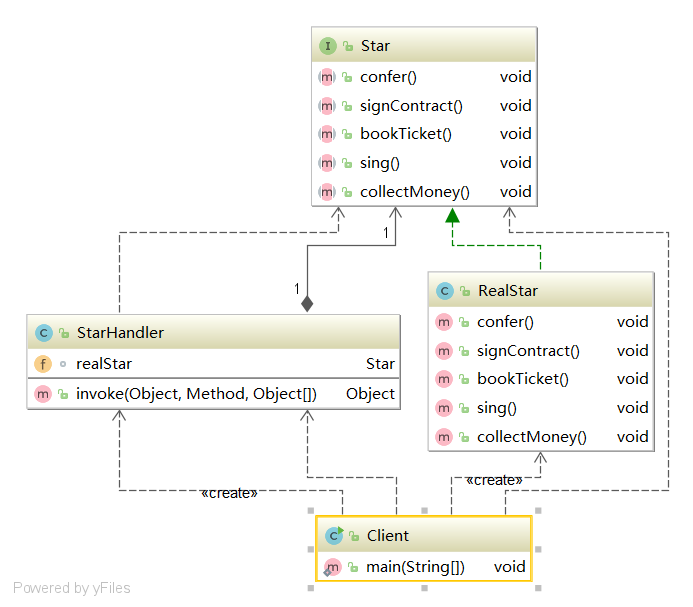 I Star
m confer() void
m signContract() void
m bookTicket() void
m sing() void
m collectMoney() void
1
1
C RealStar
m confer() void
m signContract() void
m bookTicket() void
m sing() void
m collectMoney() void
C StarHandler
f realStar Star
m invoke(Object, Method, Object[]) Object
«create»
«create»
C Client
m main(String[]) void
Powered by yFiles